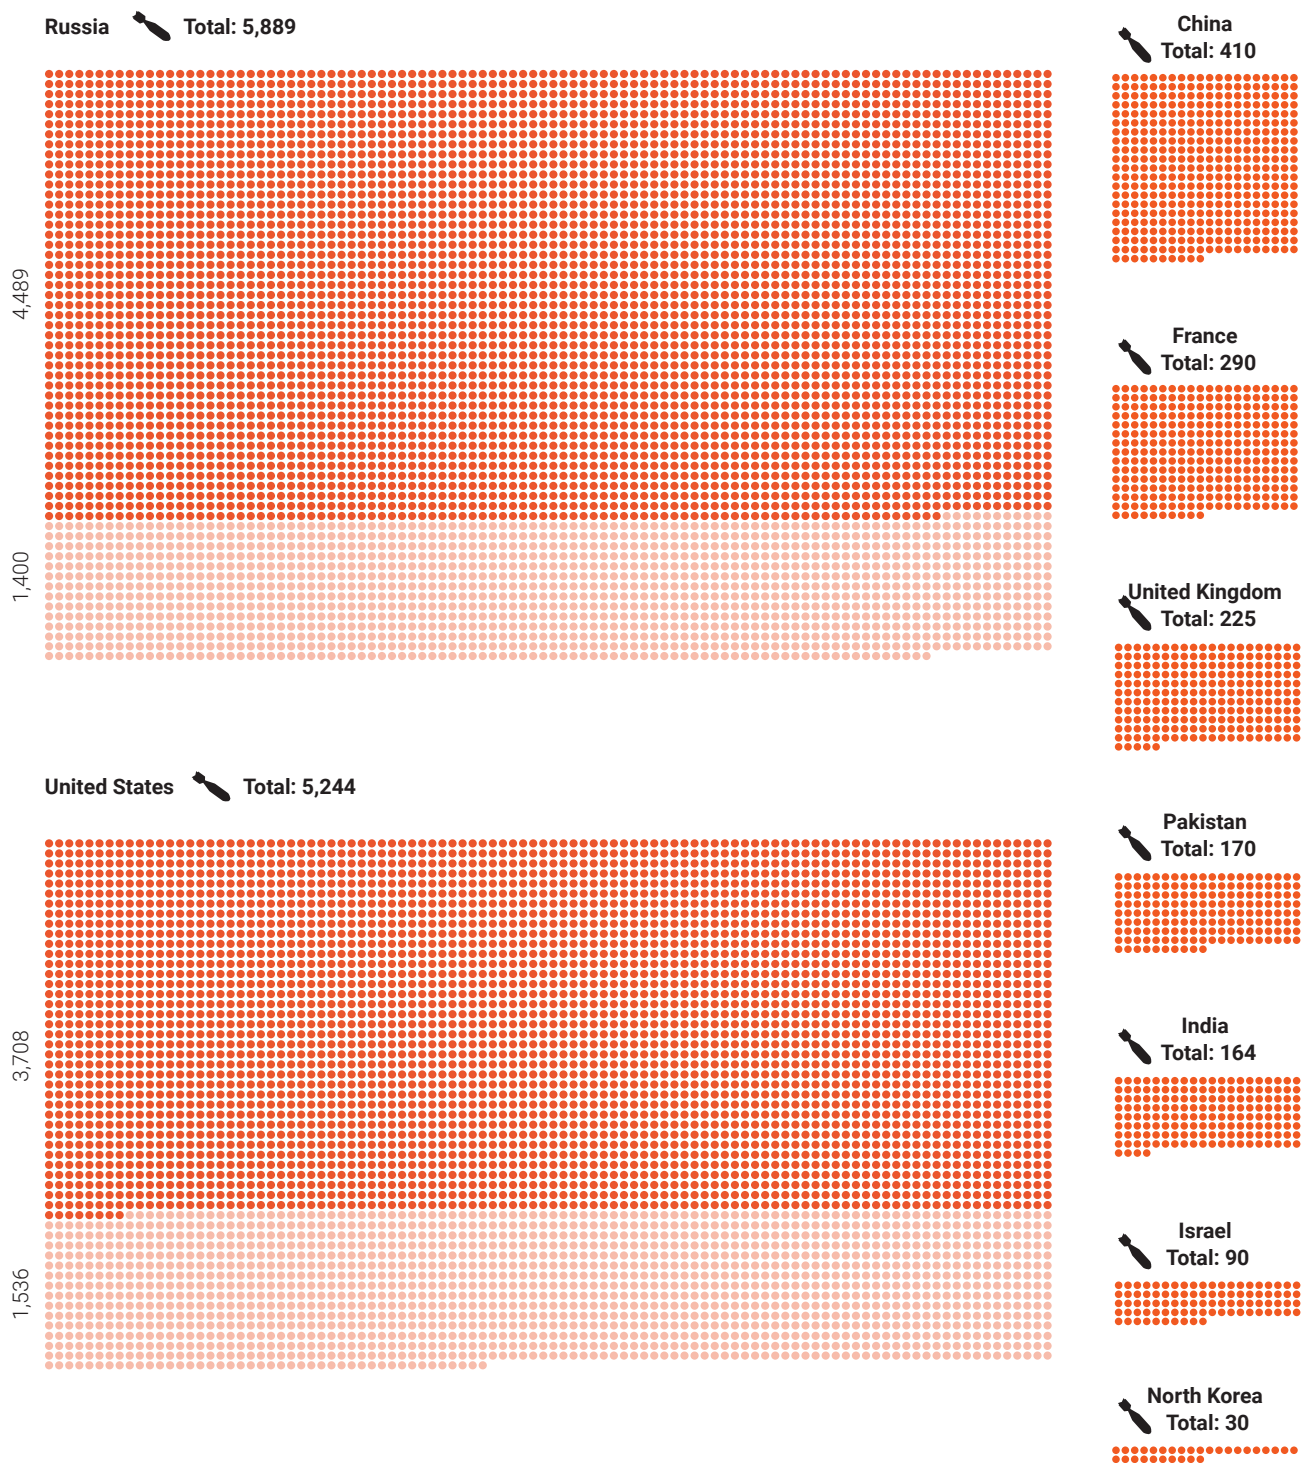 Russia Total: 5,889
4,489
1,400
United States Total: 5,244
3,708
1,536
China
Total: 410
France
Total: 290
United Kingdom
Total: 225
Pakistan
Total: 170
India
Total: 164
Israel
Total: 90
North Korea
Total: 30